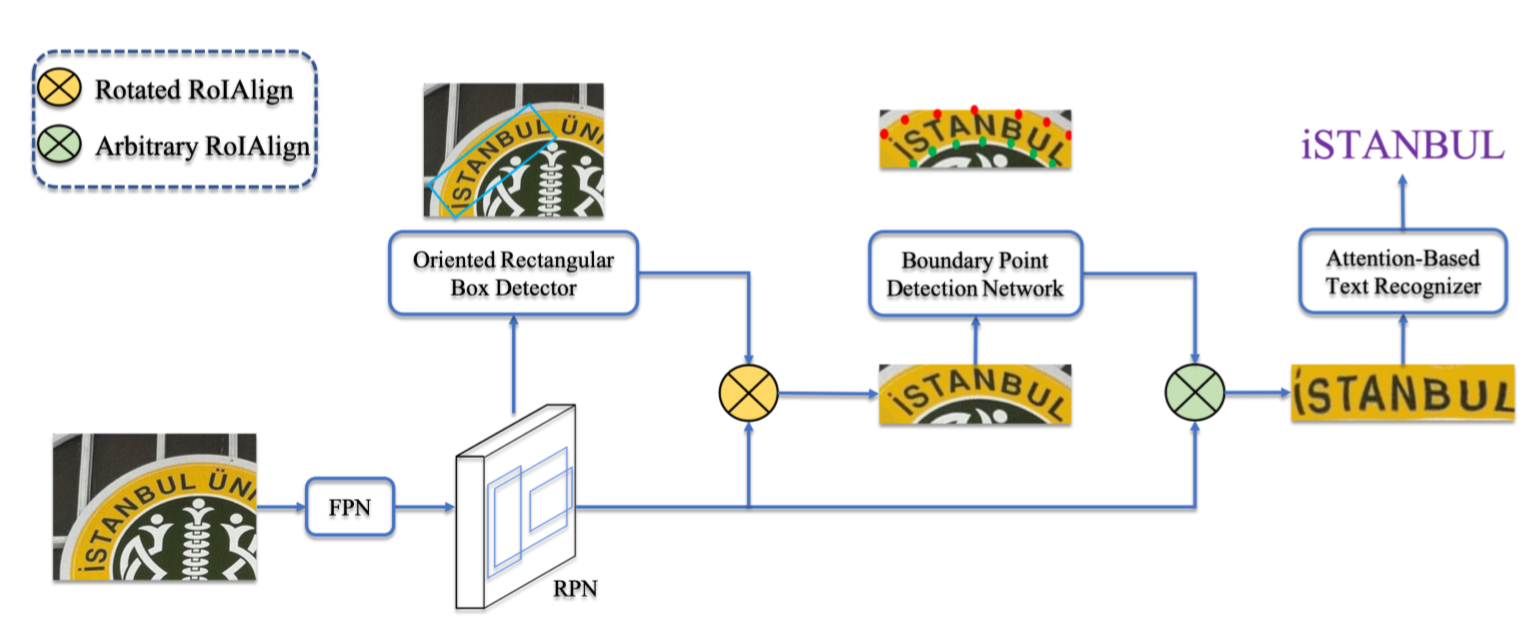 Rotated RoIAlign
Arbitrary RoIAlign
İSTANBUL ÜNİ
Oriented Rectangular
Box Detector
İSTANBUL
Boundary Point
Detection Network
iSTANBUL
Attention-Based
Text Recognizer
İSTANBUL
İSTANBUL
İSTANBUL ÜNİ
FPN
RPN